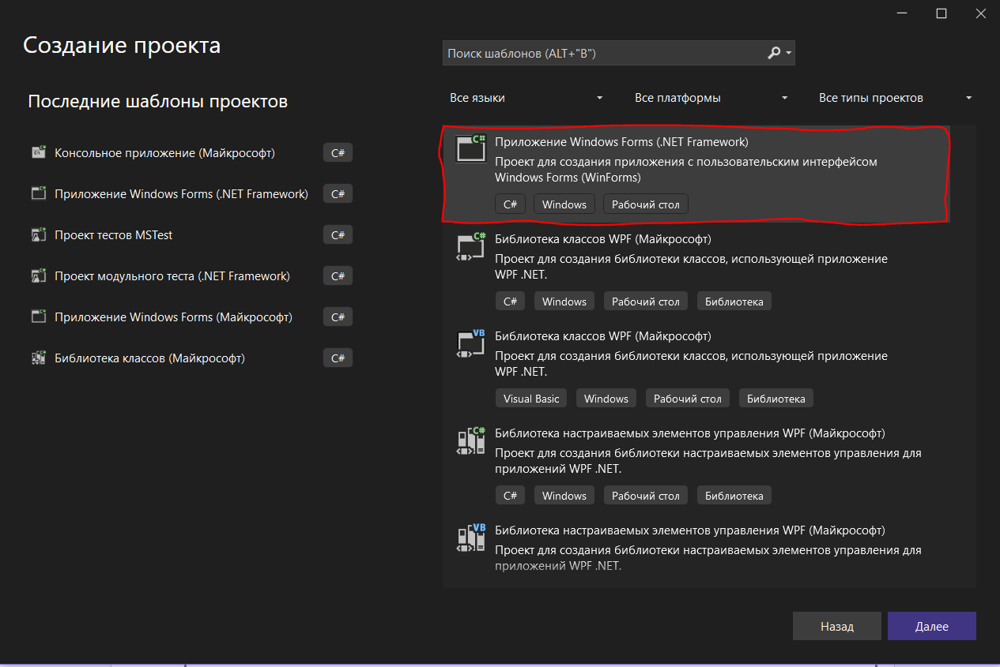 Создание проекта
Поиск шаблонов (ALT+"В")
Последние шаблоны проектов
Все языки
Все платформы
Все типы проектов
Консольное приложение (Майкрософт)
C#
Приложение Windows Forms (.NET Framework)
C#
Проект тестов MSTest
C#
Проект модульного теста (.NET Framework)
C#
Приложение Windows Forms (Майкрософт)
C#
Библиотека классов (Майкрософт)
C#
C#
Приложение Windows Forms (.NET Framework)
Проект для создания приложения с пользовательским интерфейсом
Windows Forms (WinForms)
C# Windows Рабочий стол
C#
Библиотека классов WPF (Майкрософт)
Проект для создания библиотеки классов, использующей приложение
WPF .NET.
C# Windows Рабочий стол Библиотека
VB
Библиотека классов WPF (Майкрософт)
Проект для создания библиотеки классов, использующей приложение
WPF .NET.
Visual Basic Windows Рабочий стол Библиотека
C#
Библиотека настраиваемых элементов управления WPF (Майкрософт)
Проект для создания библиотеки настраиваемых элементов управления для
приложений WPF .NET.
C# Windows Рабочий стол Библиотека
VB
Библиотека настраиваемых элементов управления WPF (Майкрософт)
Проект для создания библиотеки настраиваемых элементов управления для
приложений WPF .NET.
Назад
Далее